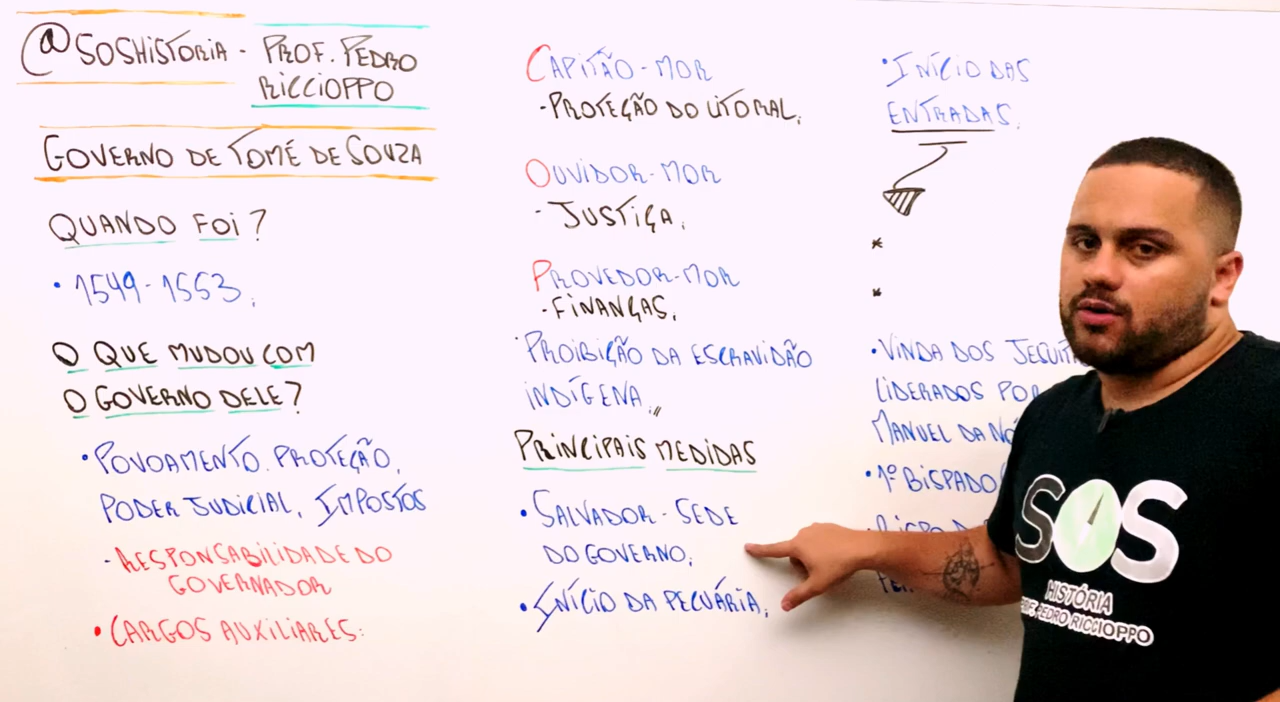 @SOSHISTORIA - PROF. PEDRO
RICCIOPPO
GOVERNO DE TOMÉ DE SOUZA
QUANDO FOI?
• 1549-1553;
O QUE MUDOU COM
O GOVERNO DELE?
• POVOAMENTO. PROTEÇÃO,
PODER JUDICIAL, IMPOSTOS
- RESPONSABILIDADE DO
GOVERNADOR
• CARGOS AUXILIARES:
CAPITÃO-MOR
- PROTEÇÃO DO LITORAL;
OUVIDOR-MOR
- JUSTIÇA;
PROVEDOR-MOR
- FINANÇAS;
• PROIBIÇÃO DA ESCRAVIDÃO
INDÍGENA,,
PRINCIPAIS MEDIDAS
• SALVADOR - SEDE
DO GOVERNO;
• INÍCIO DA PECUÁRIA;
• INÍCIO DAS
ENTRADAS;
*
*
• VINDA DOS
LIDERADOS POR
MANUEL DA
• 1º BISPADO
SOS
HISTÓRIA
PROF. PEDRO RICCIOPPO